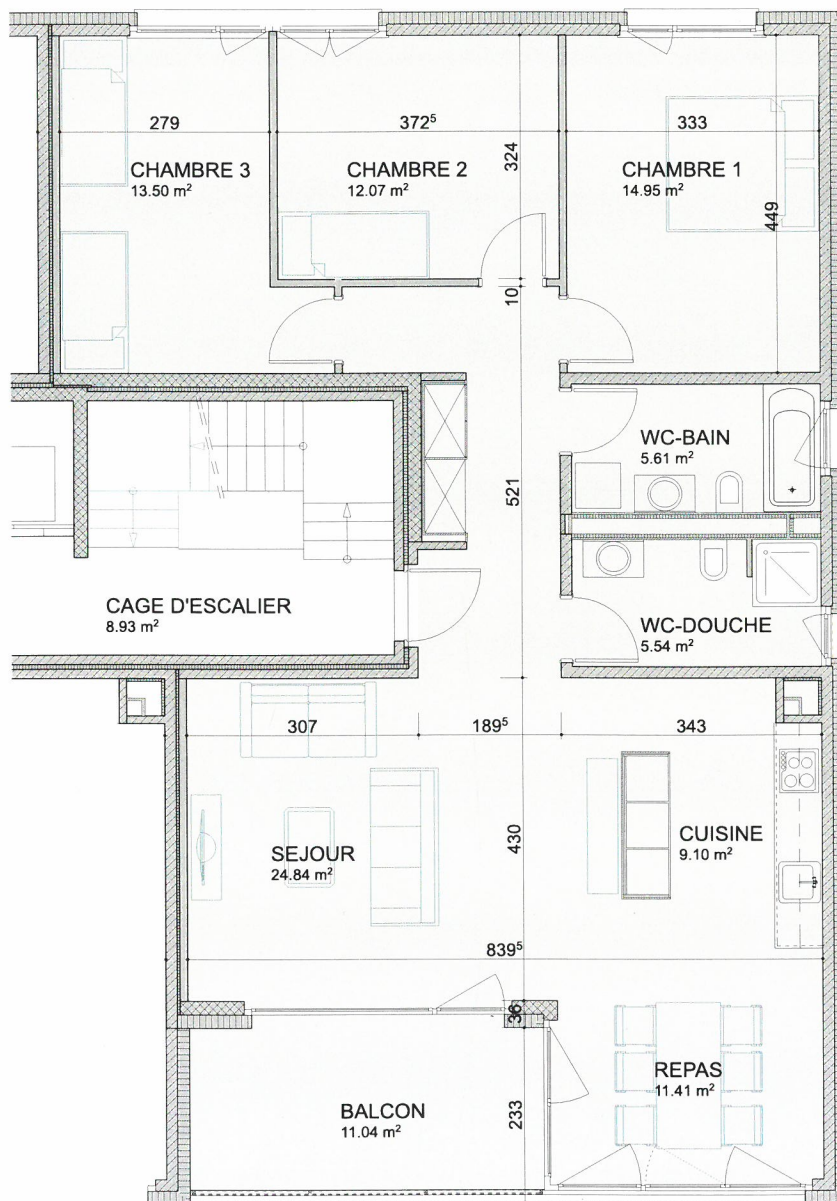 279
372⁵
333
CHAMBRE 3
13.50 m²
CHAMBRE 2
12.07 m²
324
CHAMBRE 1
14.95 m²
449
10
WC-BAIN
5.61 m²
521
CAGE D'ESCALIER
8.93 m²
WC-DOUCHE
5.54 m²
307
189⁵
343
SEJOUR
24.84 m²
430
CUISINE
9.10 m²
839⁵
36
REPAS
11.41 m²
BALCON
11.04 m²
233